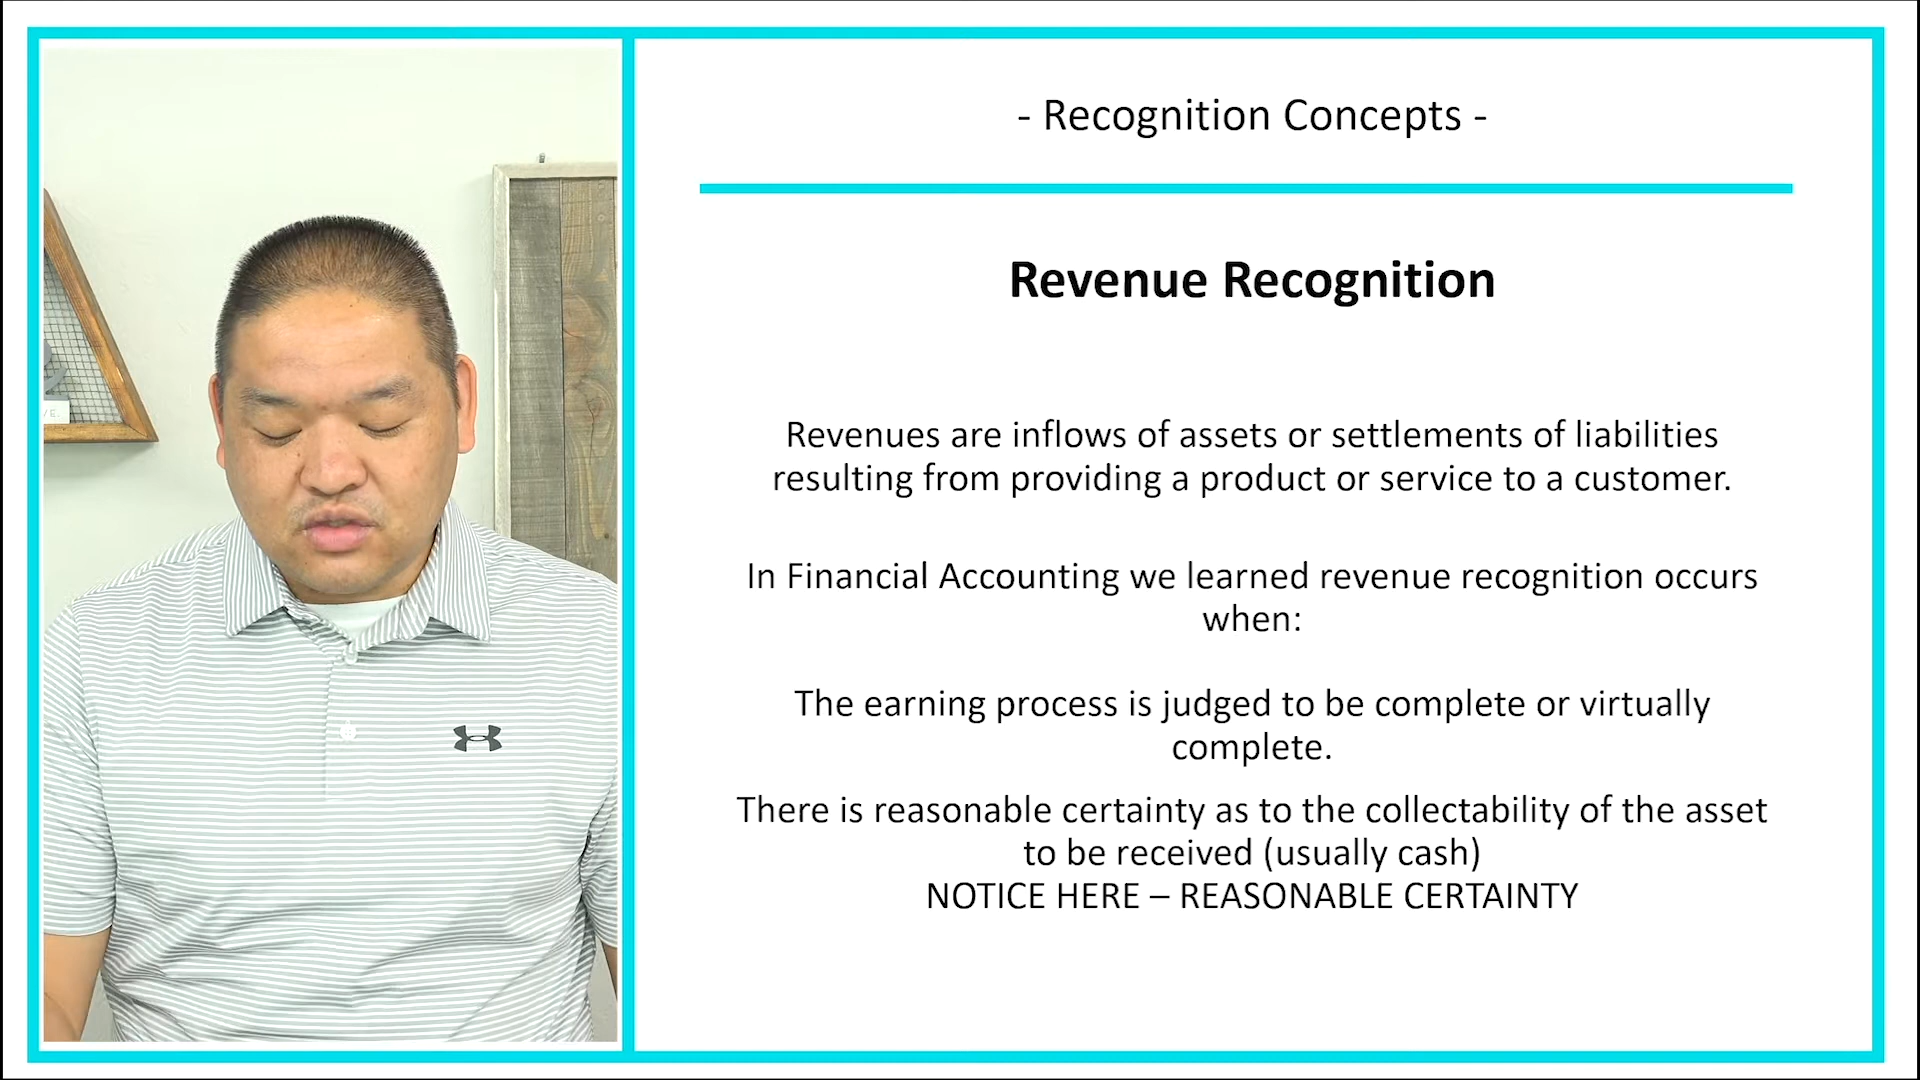 - Recognition Concepts -
Revenue Recognition
Revenues are inflows of assets or settlements of liabilities
resulting from providing a product or service to a customer.
In Financial Accounting we learned revenue recognition occurs
when:
The earning process is judged to be complete or virtually
complete.
There is reasonable certainty as to the collectability of the asset
to be received (usually cash)
NOTICE HERE – REASONABLE CERTAINTY
VE.